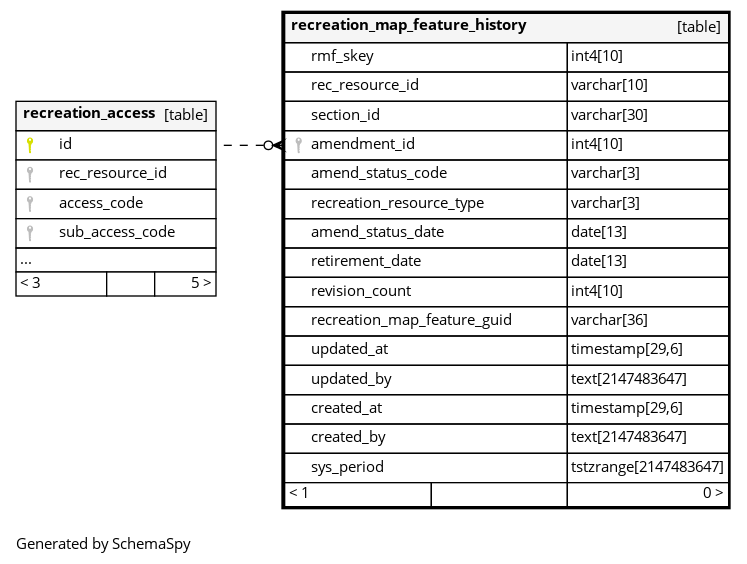 recreation_map_feature_history [table]
rmf_skey int4[10]
rec_resource_id varchar[10]
section_id varchar[30]
amendment_id int4[10]
amend_status_code varchar[3]
recreation_resource_type varchar[3]
amend_status_date date[13]
retirement_date date[13]
revision_count int4[10]
recreation_map_feature_guid varchar[36]
updated_at timestamp[29,6]
updated_by text[2147483647]
created_at timestamp[29,6]
created_by text[2147483647]
sys_period tstzrange[2147483647]
< 1 0 >
recreation_access [table]
id
rec_resource_id
access_code
sub_access_code
...
< 3 5 >
Generated by SchemaSpy